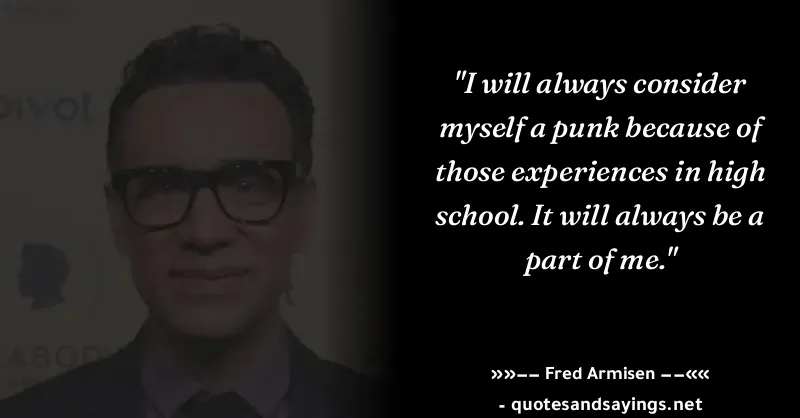 pivot
"I will always consider
myself a punk because of
those experiences in high
school. It will always be a
part of me."
»»–– Fred Armisen ––««
- quotesandsayings.net